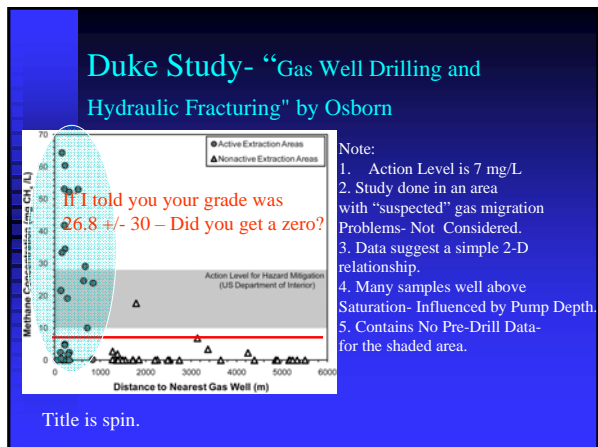 Duke Study- “Gas Well Drilling and
Hydraulic Fracturing" by Osborn
70
60
50
40
30
20
10
0
Methane Concentration (mg CH₄/L)
Active Extraction Areas
Nonactive Extraction Areas
If I told you your grade was
26.8 +/- 30 – Did you get a zero?
Action Level for Hazard Mitigation
(US Department of Interior)
0 1000 2000 3000 4000 5000 6000
Distance to Nearest Gas Well (m)
Note:
1. Action Level is 7 mg/L
2. Study done in an area
with “suspected” gas migration
Problems- Not Considered.
3. Data suggest a simple 2-D
relationship.
4. Many samples well above
Saturation- Influenced by Pump Depth.
5. Contains No Pre-Drill Data-
for the shaded area.
Title is spin.